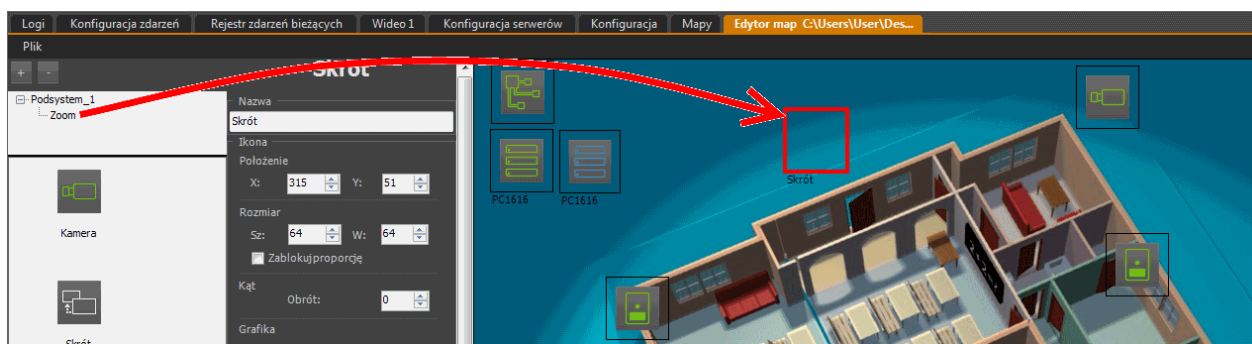 Logi Konfiguracja zdarzeń Rejestr zdarzeń bieżących Wideo 1 Konfiguracja serwerów Konfiguracja Mapy Edytor map C:\Users\User\Des...
Plik
+ -
Skrót
Podsystem_1
Zoom
Nazwa
Skrót
Ikona
Położenie
X: 315 Y: 51
Rozmiar
Sz: 64 W: 64
Zablokuj proporcję
Kąt
Obrót: 0
Grafika
Kamera
Skrót
PC1616 PC1616
Skrót